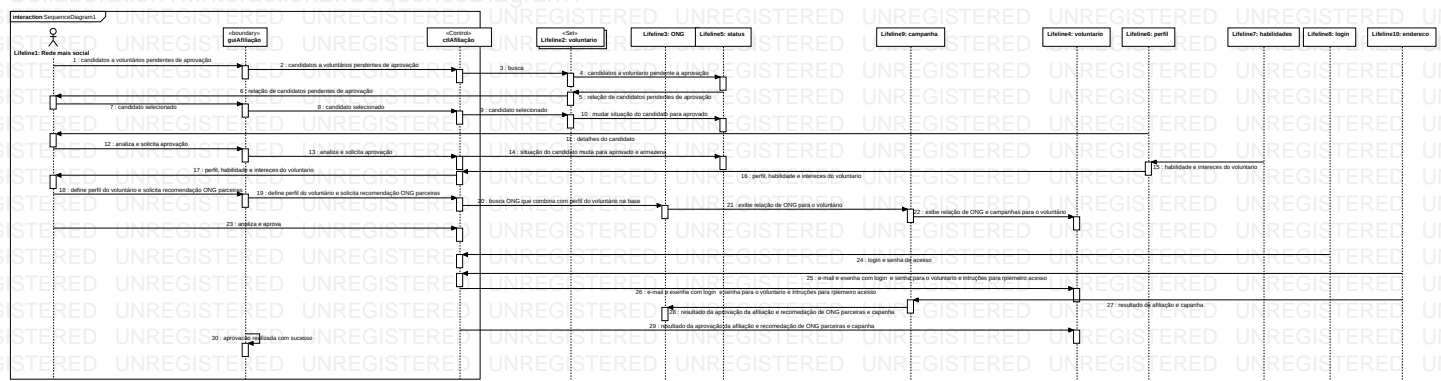 interaction SequenceDiagram1
Lifeline1: Rede mais social
«boundary»
guiAfiliação
«Control»
ctlAfiliação
«Set»
Lifeline2: voluntario
Lifeline3: ONG
Lifeline5: status
Lifeline9: campanha
Lifeline4: voluntario
Lifeline6: perfil
Lifeline7: habilidades
Lifeline8: login
Lifeline10: endereco
1 : candidatos a voluntários pendentes de aprovação
2 : candidatos a voluntários pendentes de aprovação
3 : busca
4 : candidatos a voluntario pendente a aprovação
5 : relação de candidatos pendentes de aprovação
6 : relação de candidatos pendentes de aprovação
7 : candidato selecionado
8 : candidato selecionado
9 : candidato selecionado
10 : mudar situação do candidato para aprovado
11 : detalhes do candidato
12 : analiza e solicita aprovação
13 : analiza e solicita aprovação
14 : situação do candidato muda para aprovado e armazena
15 : habilidade e intereces do voluntario
16 : perfil, habilidade e intereces do voluntario
17 : perfil, habilidade e intereces do voluntario
18 : define perfil do voluntário e solicita recomendação ONG parceiras
19 : define perfil do voluntário e solicita recomendação ONG parceiras
20 : busca ONG que combina com perfil do voluntário na base
21 : exibe relação de ONG para o voluntário
22 : exibe relação de ONG e campanhas para o voluntário
23 : analiza e aprova
24 : login e senha de acesso
25 : e-mail e esenha com login e senha para o voluntario e intruções para rpiemeiro acesso
26 : e-mail e esenha com login e senha para o voluntario e intruções para rpiemeiro acesso
27 : resultado da afiliação e capanha
28 : resultado da aprovação da afiliação e recomedação de ONG parceiras e capanha
29 : resultado da aprovação da afiliação e recomedação de ONG parceiras e capanha
30 : aprovacao realizada com sucesso